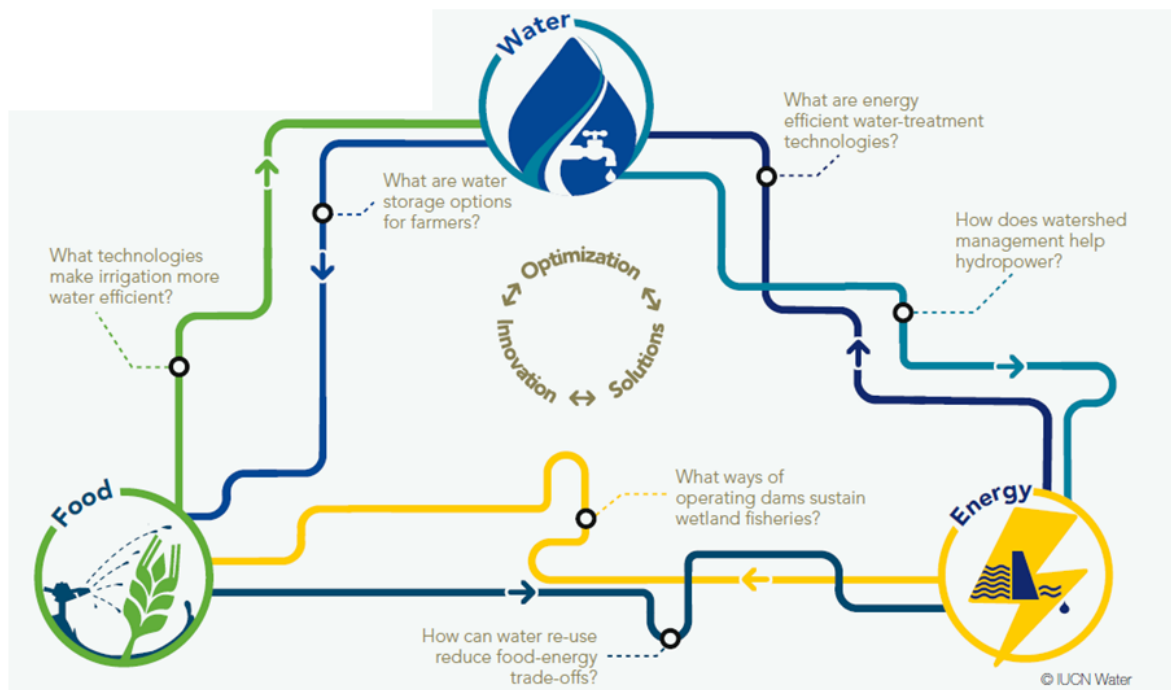 Water
What are energy
efficient water-treatment
technologies?
What are water
storage options
for farmers?
How does watershed
management help
hydropower?
What technologies
make irrigation more
water efficient?
Optimization
Innovation
Solutions
What ways of
operating dams sustain
wetland fisheries?
Food
Energy
How can water re-use
reduce food-energy
trade-offs?
© IUCN Water